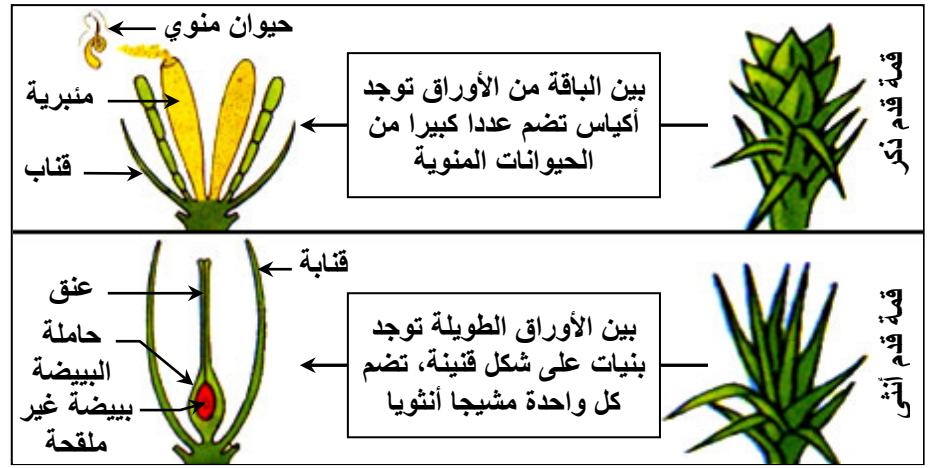 قمة قدم ذكر
بين الباقة من الأوراق توجد
أكياس تضم عددا كبيرا من
الحيوانات المنوية
حيوان منوي
مئبرية
قناب
قمة قدم أنثى
بين الأوراق الطويلة توجد
بنيات على شكل قنينة، تضم
كل واحدة مشيجا أنثويا
قنابة
عنق
حاملة
البييضة
بييضة غير
ملقحة